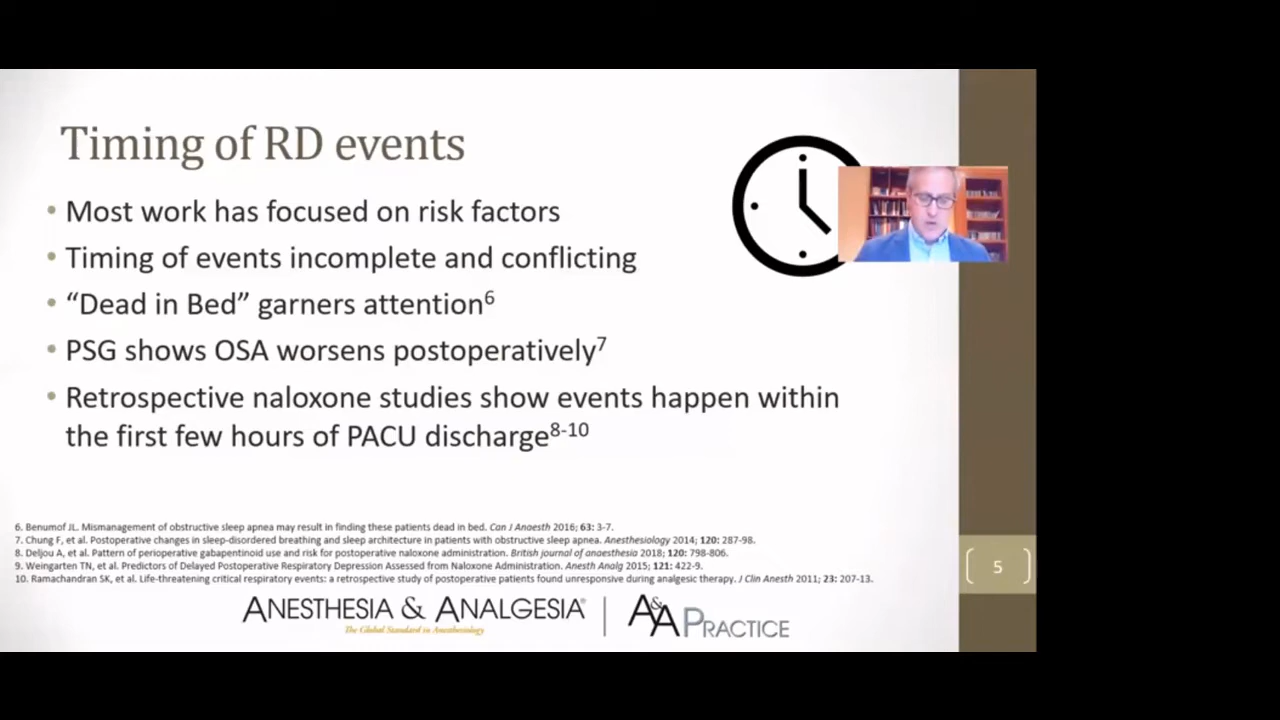 Timing of RD events
• Most work has focused on risk factors
• Timing of events incomplete and conflicting
• “Dead in Bed” garners attention6
• PSG shows OSA worsens postoperatively7
• Retrospective naloxone studies show events happen within
the first few hours of PACU discharge8-10
6. Benumof JL. Mismanagement of obstructive sleep apnea may result in finding these patients dead in bed. Can J Anaesth 2016; 63: 3-7.
7. Chung F, et al. Postoperative changes in sleep-disordered breathing and sleep architecture in patients with obstructive sleep apnea. Anesthesiology 2014; 120: 287-98.
8. Deljou A, et al. Pattern of perioperative gabapentinoid use and risk for postoperative naloxone administration. British journal of anaesthesia 2018; 120: 798-806.
9. Weingarten TN, et al. Predictors of Delayed Postoperative Respiratory Depression Assessed from Naloxone Administration. Anesth Analg 2015; 121: 422-9.
10. Ramachandran SK, et al. Life-threatening critical respiratory events: a retrospective study of postoperative patients found unresponsive during analgesic therapy. J Clin Anesth 2011; 23: 207-13.
5
ANESTHESIA & ANALGESIA®
The Global Standard in Anesthesiology
A&A PRACTICE